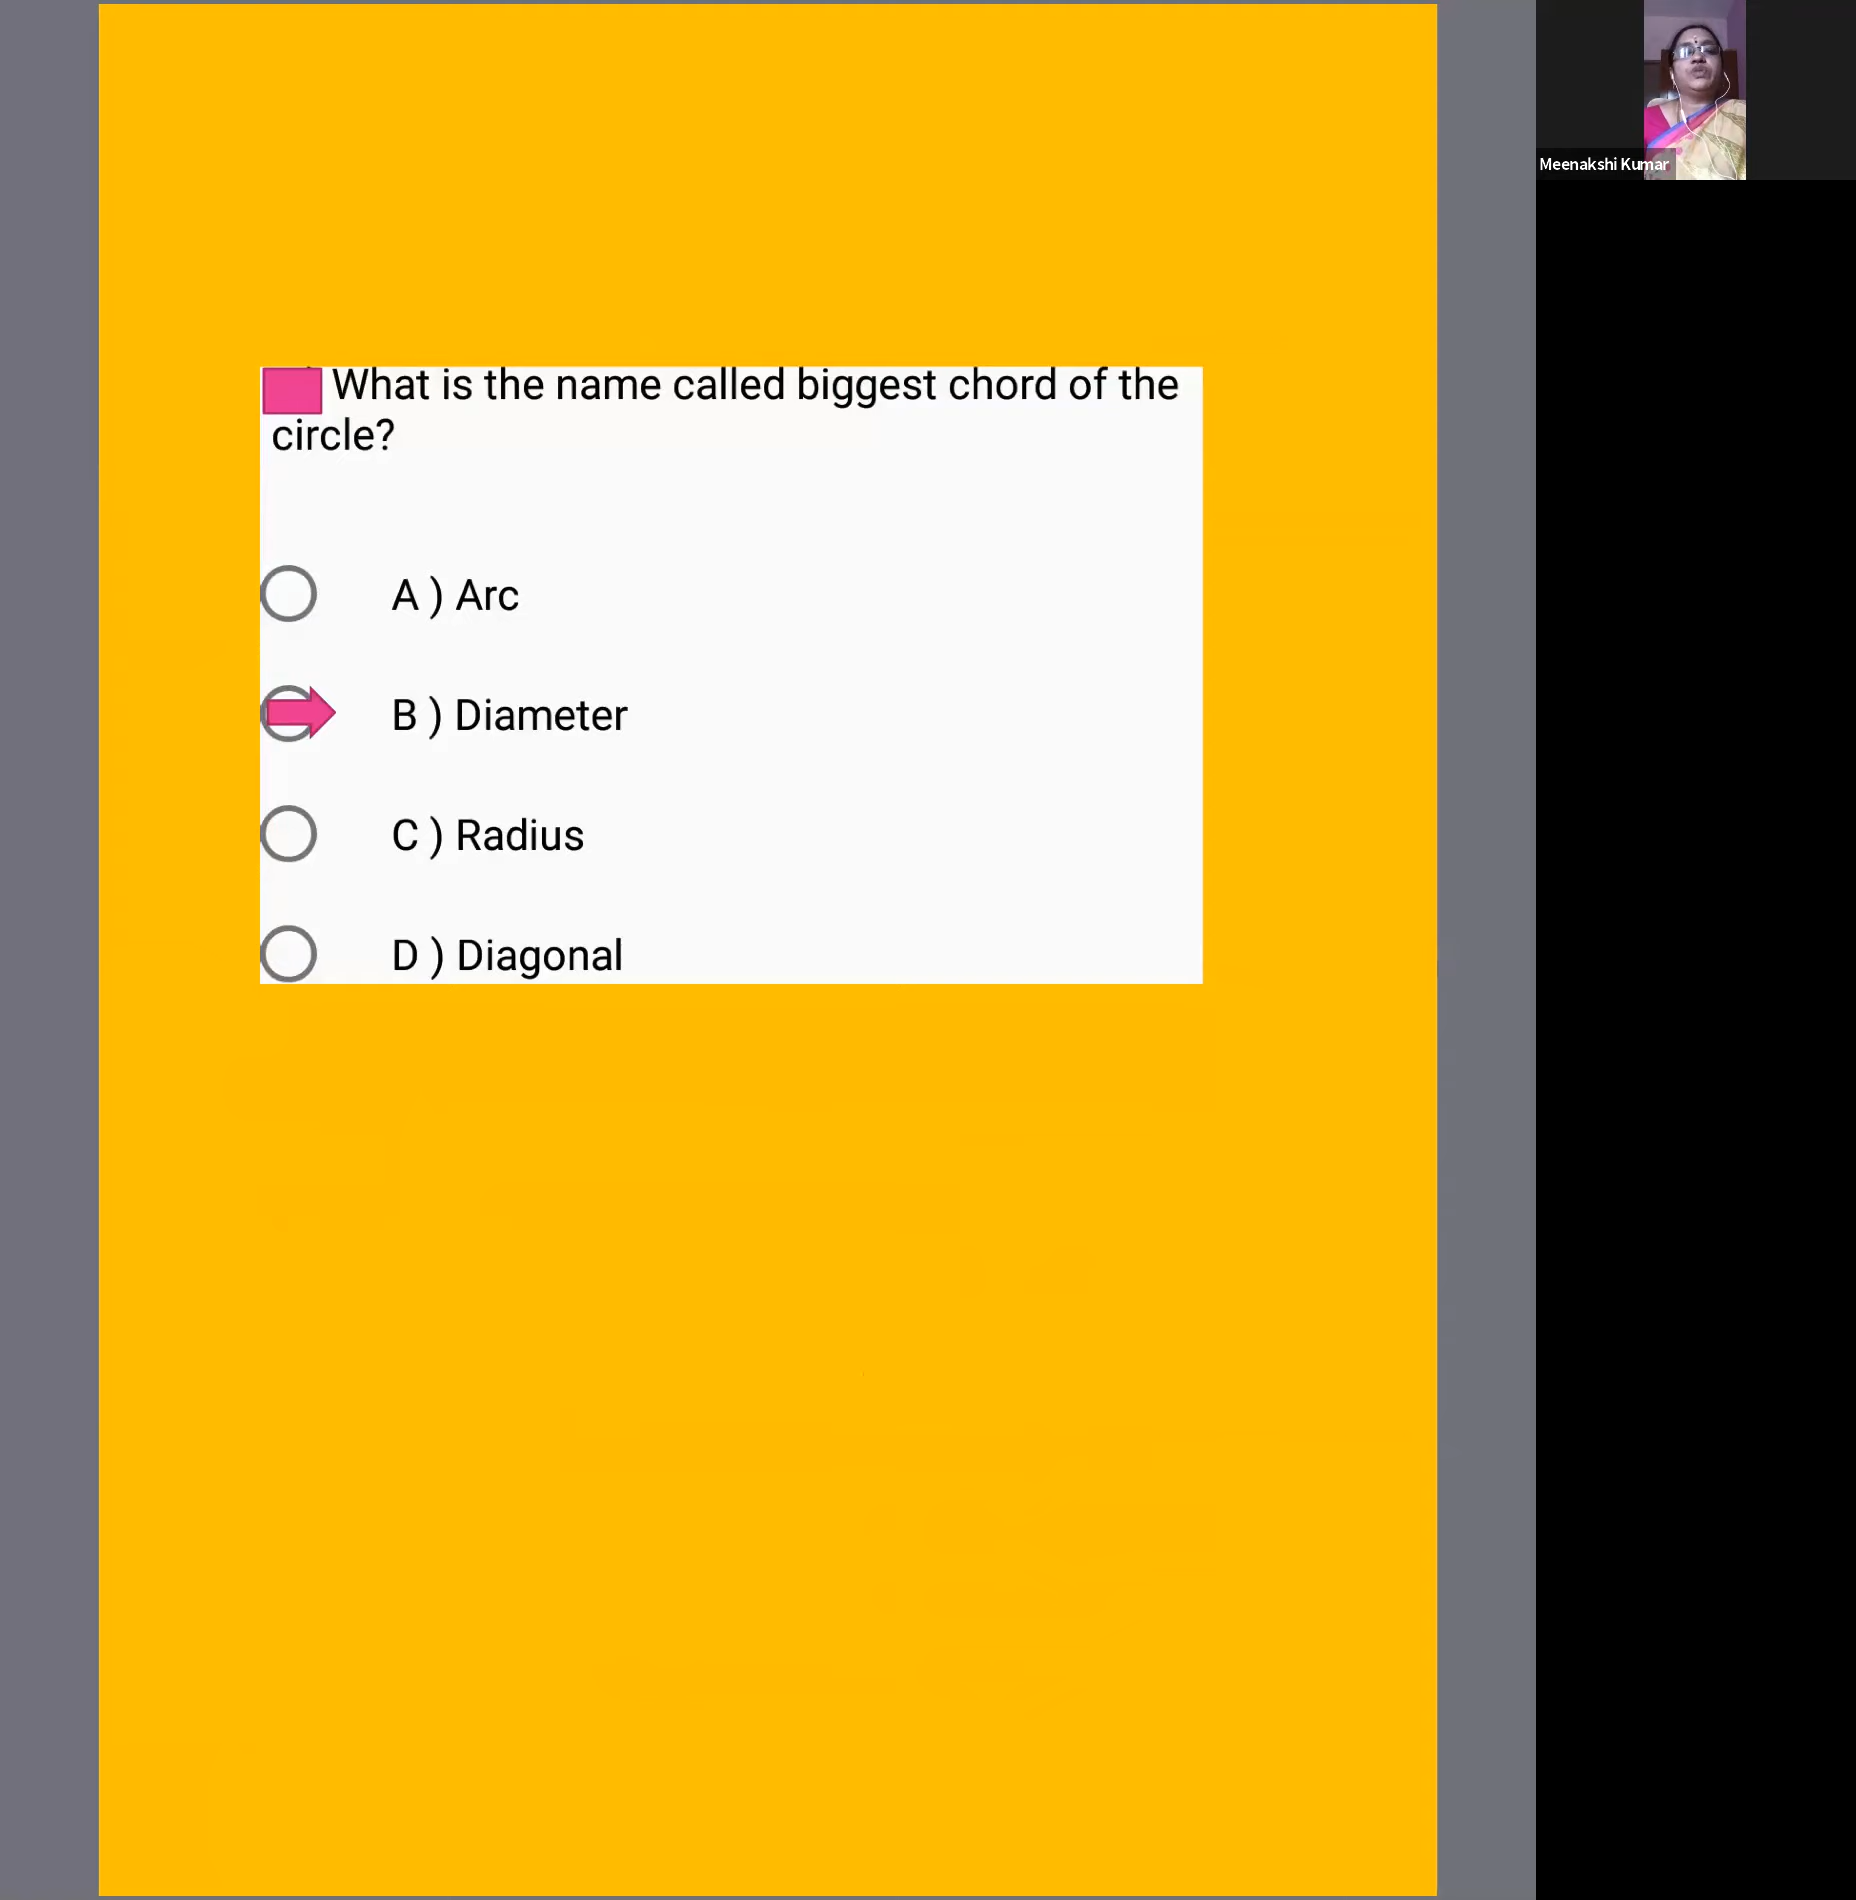 What is the name called biggest chord of the
circle?
A ) Arc
B ) Diameter
C ) Radius
D ) Diagonal
Meenakshi Kumar